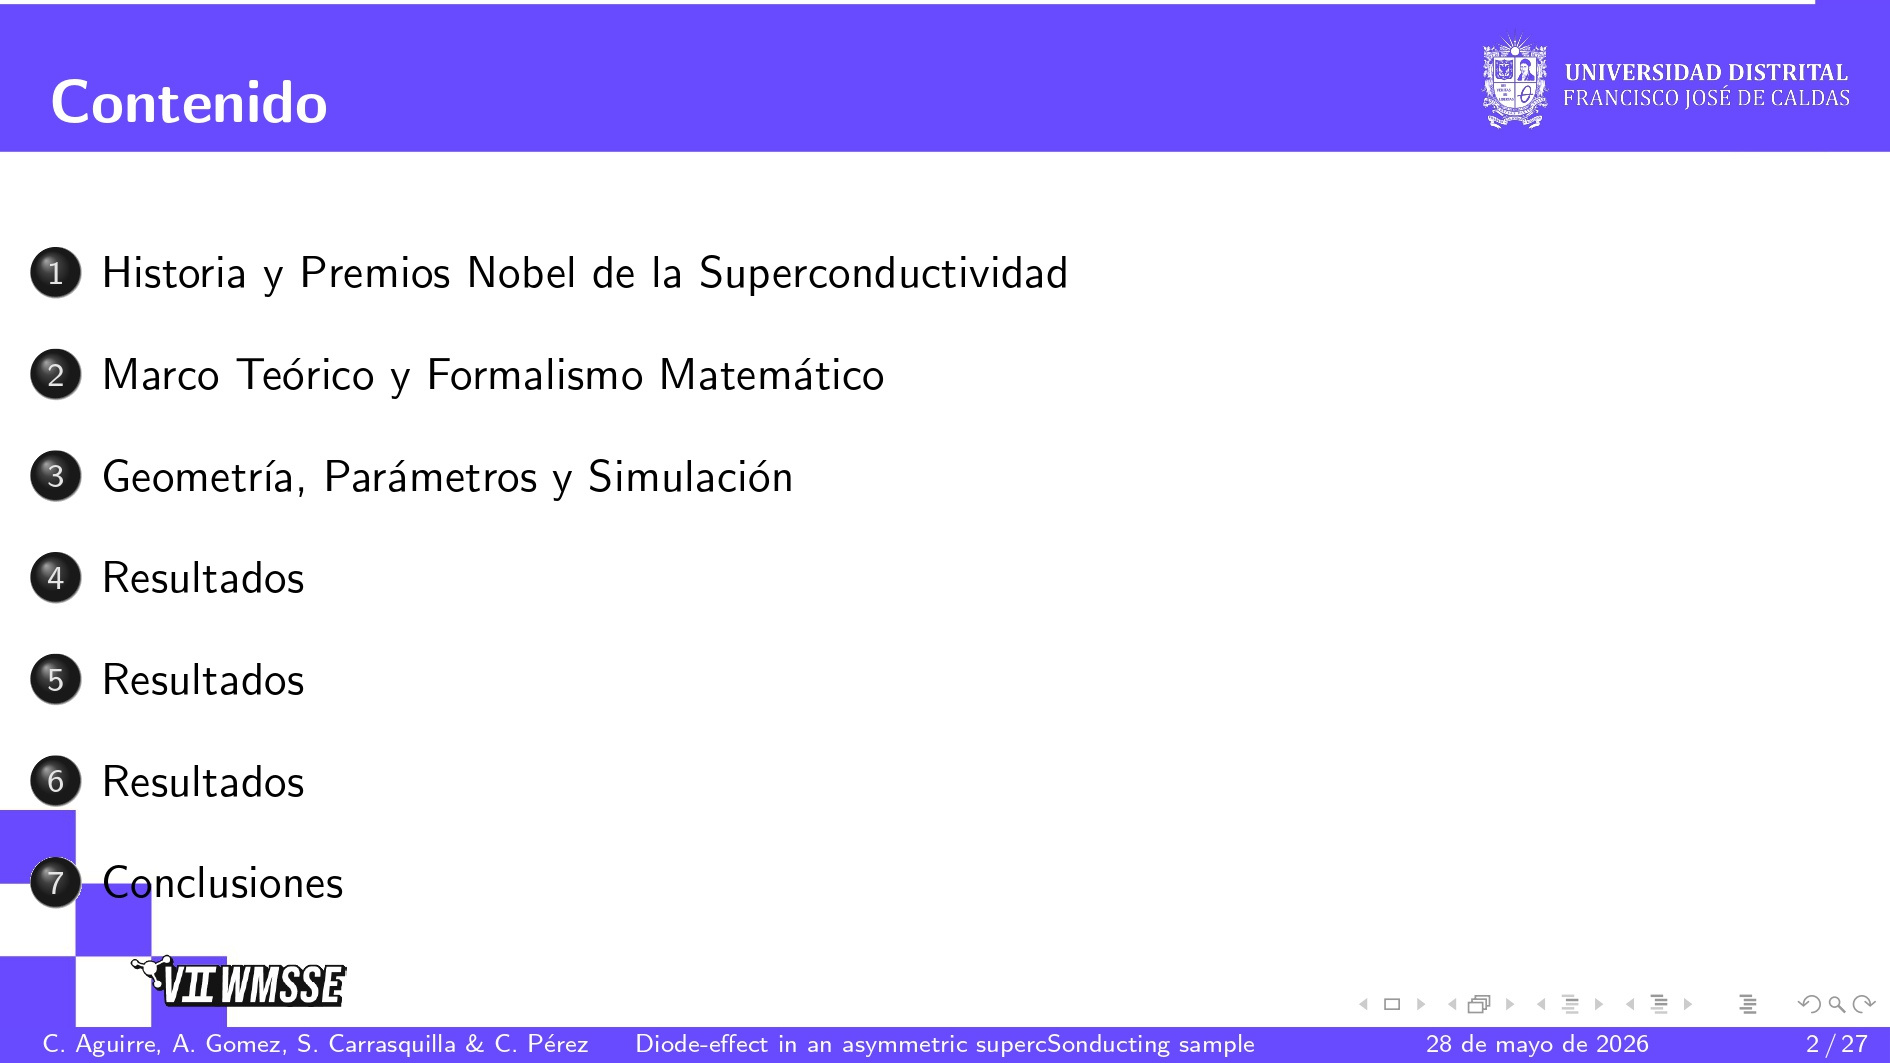 Contenido
UNIVERSIDAD DISTRITAL
FRANCISCO JOSÉ DE CALDAS
1 Historia y Premios Nobel de la Superconductividad
2 Marco Teórico y Formalismo Matemático
3 Geometría, Parámetros y Simulación
4 Resultados
5 Resultados
6 Resultados
7 Conclusiones
VII WMSSE
C. Aguirre, A. Gomez, S. Carrasquilla & C. Pérez Diode-effect in an asymmetric supercSonducting sample 28 de mayo de 2026 2 / 27